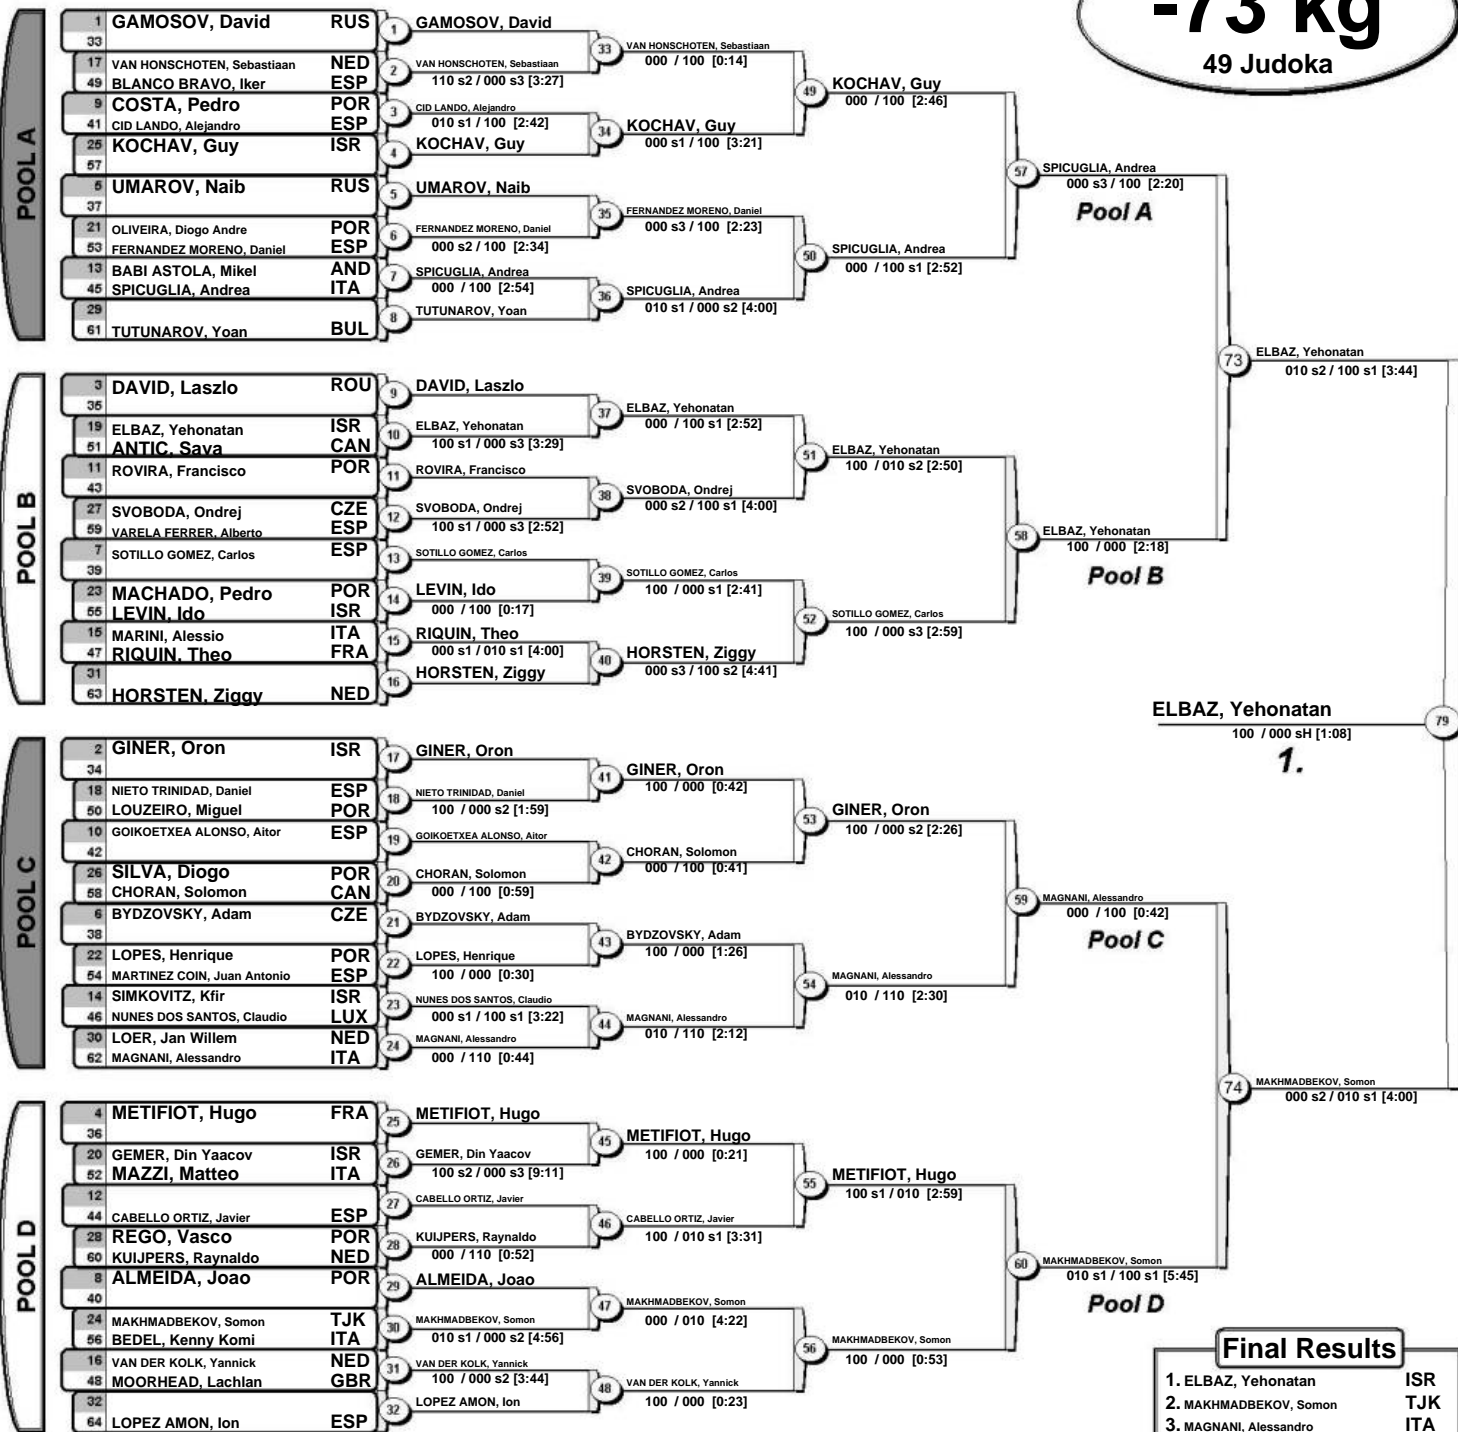 -73 kg
49 Judoka
POOL A
1 GAMOSOV, David RUS
33
17 VAN HONSCHOTEN, Sebastiaan NED
49 BLANCO BRAVO, Iker ESP
9 COSTA, Pedro POR
41 CID LANDO, Alejandro ESP
25 KOCHAV, Guy ISR
57
5 UMAROV, Naib RUS
37
21 OLIVEIRA, Diogo Andre POR
53 FERNANDEZ MORENO, Daniel ESP
13 BABI ASTOLA, Mikel AND
45 SPICUGLIA, Andrea ITA
29
61 TUTUNAROV, Yoan BUL
1 GAMOSOV, David
2 VAN HONSCHOTEN, Sebastiaan
110 s2 / 000 s3 [3:27]
3 CID LANDO, Alejandro
010 s1 / 100 [2:42]
4 KOCHAV, Guy
5 UMAROV, Naib
6 FERNANDEZ MORENO, Daniel
000 s2 / 100 [2:34]
7 SPICUGLIA, Andrea
000 / 100 [2:54]
8 TUTUNAROV, Yoan
33 VAN HONSCHOTEN, Sebastiaan
000 / 100 [0:14]
34 KOCHAV, Guy
000 s1 / 100 [3:21]
35 FERNANDEZ MORENO, Daniel
000 s3 / 100 [2:23]
36 SPICUGLIA, Andrea
010 s1 / 000 s2 [4:00]
49 KOCHAV, Guy
000 / 100 [2:46]
50 SPICUGLIA, Andrea
000 / 100 s1 [2:52]
57 SPICUGLIA, Andrea
000 s3 / 100 [2:20]
Pool A
POOL B
3 DAVID, Laszlo ROU
35
19 ELBAZ, Yehonatan ISR
51 ANTIC, Sava CAN
11 ROVIRA, Francisco POR
43
27 SVOBODA, Ondrej CZE
59 VARELA FERRER, Alberto ESP
7 SOTILLO GOMEZ, Carlos ESP
39
23 MACHADO, Pedro POR
55 LEVIN, Ido ISR
15 MARINI, Alessio ITA
47 RIQUIN, Theo FRA
31
63 HORSTEN, Ziggy NED
9 DAVID, Laszlo
10 ELBAZ, Yehonatan
100 s1 / 000 s3 [3:29]
11 ROVIRA, Francisco
12 SVOBODA, Ondrej
100 s1 / 000 s3 [2:52]
13 SOTILLO GOMEZ, Carlos
14 LEVIN, Ido
000 / 100 [0:17]
15 RIQUIN, Theo
000 s1 / 010 s1 [4:00]
16 HORSTEN, Ziggy
37 ELBAZ, Yehonatan
000 / 100 s1 [2:52]
38 SVOBODA, Ondrej
000 s2 / 100 s1 [4:00]
39 SOTILLO GOMEZ, Carlos
100 / 000 s1 [2:41]
40 HORSTEN, Ziggy
000 s3 / 100 s2 [4:41]
51 ELBAZ, Yehonatan
100 / 010 s2 [2:50]
52 SOTILLO GOMEZ, Carlos
100 / 000 s3 [2:59]
58 ELBAZ, Yehonatan
100 / 000 [2:18]
Pool B
73 ELBAZ, Yehonatan
010 s2 / 100 s1 [3:44]
ELBAZ, Yehonatan 79
100 / 000 sH [1:08]
1.
POOL C
2 GINER, Oron ISR
34
18 NIETO TRINIDAD, Daniel ESP
50 LOUZEIRO, Miguel POR
10 GOIKOETXEA ALONSO, Aitor ESP
42
26 SILVA, Diogo POR
58 CHORAN, Solomon CAN
6 BYDZOVSKY, Adam CZE
38
22 LOPES, Henrique POR
54 MARTINEZ COIN, Juan Antonio ESP
14 SIMKOVITZ, Kfir ISR
46 NUNES DOS SANTOS, Claudio LUX
30 LOER, Jan Willem NED
62 MAGNANI, Alessandro ITA
17 GINER, Oron
18 NIETO TRINIDAD, Daniel
100 / 000 s2 [1:59]
19 GOIKOETXEA ALONSO, Aitor
20 CHORAN, Solomon
000 / 100 [0:59]
21 BYDZOVSKY, Adam
22 LOPES, Henrique
100 / 000 [0:30]
23 NUNES DOS SANTOS, Claudio
000 s1 / 100 s1 [3:22]
24 MAGNANI, Alessandro
000 / 110 [0:44]
41 GINER, Oron
100 / 000 [0:42]
42 CHORAN, Solomon
000 / 100 [0:41]
43 BYDZOVSKY, Adam
100 / 000 [1:26]
44 MAGNANI, Alessandro
010 / 110 [2:12]
53 GINER, Oron
100 / 000 s2 [2:26]
54 MAGNANI, Alessandro
010 / 110 [2:30]
59 MAGNANI, Alessandro
000 / 100 [0:42]
Pool C
POOL D
4 METIFIOT, Hugo FRA
36
20 GEMER, Din Yaacov ISR
52 MAZZI, Matteo ITA
12
44 CABELLO ORTIZ, Javier ESP
28 REGO, Vasco POR
60 KUIJPERS, Raynaldo NED
8 ALMEIDA, Joao POR
40
24 MAKHMADBEKOV, Somon TJK
56 BEDEL, Kenny Komi ITA
16 VAN DER KOLK, Yannick NED
48 MOORHEAD, Lachlan GBR
32
64 LOPEZ AMON, Ion ESP
25 METIFIOT, Hugo
26 GEMER, Din Yaacov
100 s2 / 000 s3 [9:11]
27 CABELLO ORTIZ, Javier
28 KUIJPERS, Raynaldo
000 / 110 [0:52]
29 ALMEIDA, Joao
30 MAKHMADBEKOV, Somon
010 s1 / 000 s2 [4:56]
31 VAN DER KOLK, Yannick
100 / 000 s2 [3:44]
32 LOPEZ AMON, Ion
45 METIFIOT, Hugo
100 / 000 [0:21]
46 CABELLO ORTIZ, Javier
100 / 010 s1 [3:31]
47 MAKHMADBEKOV, Somon
000 / 010 [4:22]
48 VAN DER KOLK, Yannick
100 / 000 [0:23]
55 METIFIOT, Hugo
100 s1 / 010 [2:59]
56 MAKHMADBEKOV, Somon
100 / 000 [0:53]
60 MAKHMADBEKOV, Somon
010 s1 / 100 s1 [5:45]
Pool D
74 MAKHMADBEKOV, Somon
000 s2 / 010 s1 [4:00]
Final Results
1. ELBAZ, Yehonatan ISR
2. MAKHMADBEKOV, Somon TJK
3. MAGNANI, Alessandro ITA